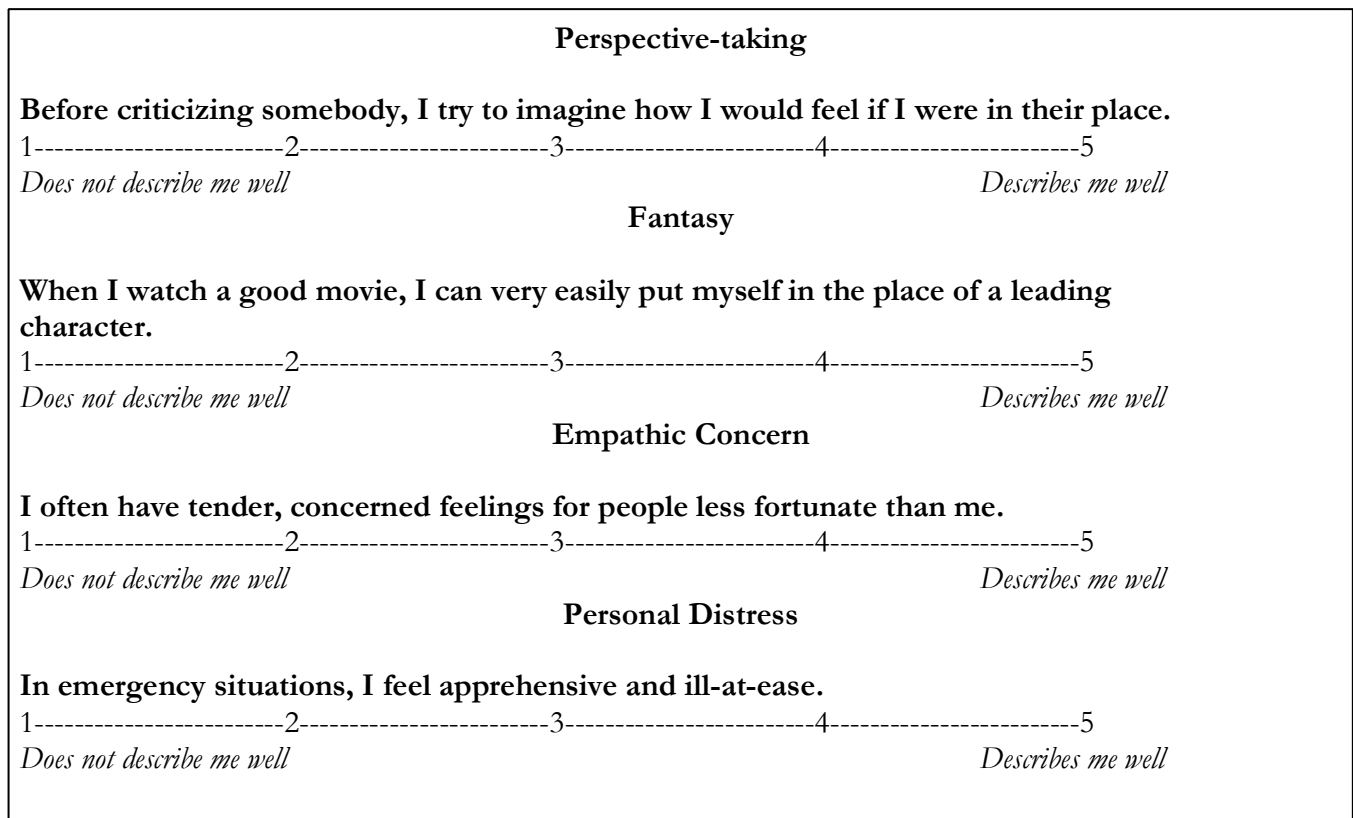 Perspective-taking
Before criticizing somebody, I try to imagine how I would feel if I were in their place.
1-------------------------2-------------------------3-------------------------4-------------------------5
Does not describe me well Describes me well
Fantasy
When I watch a good movie, I can very easily put myself in the place of a leading
character.
1-------------------------2-------------------------3-------------------------4-------------------------5
Does not describe me well Describes me well
Empathic Concern
I often have tender, concerned feelings for people less fortunate than me.
1-------------------------2-------------------------3-------------------------4-------------------------5
Does not describe me well Describes me well
Personal Distress
In emergency situations, I feel apprehensive and ill-at-ease.
1-------------------------2-------------------------3-------------------------4-------------------------5
Does not describe me well Describes me well